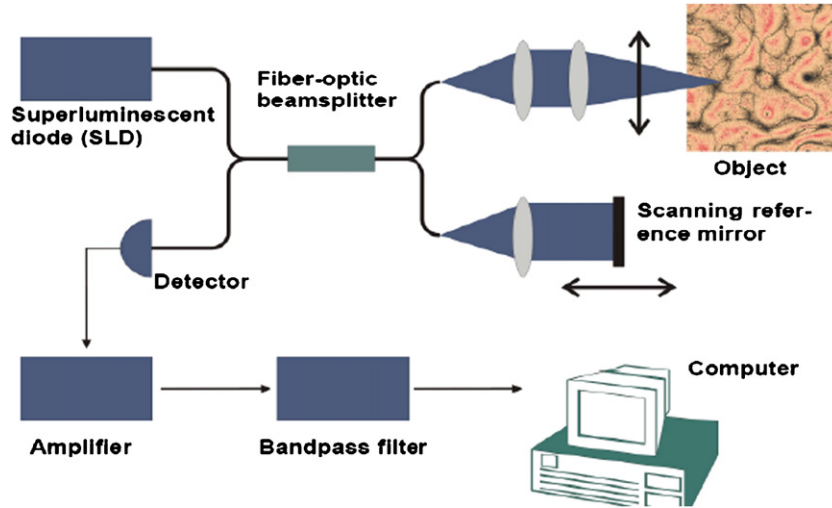 Superluminescent
diode (SLD)
Fiber-optic
beamsplitter
Object
Scanning refer-
ence mirror
Detector
Amplifier
Bandpass filter
Computer